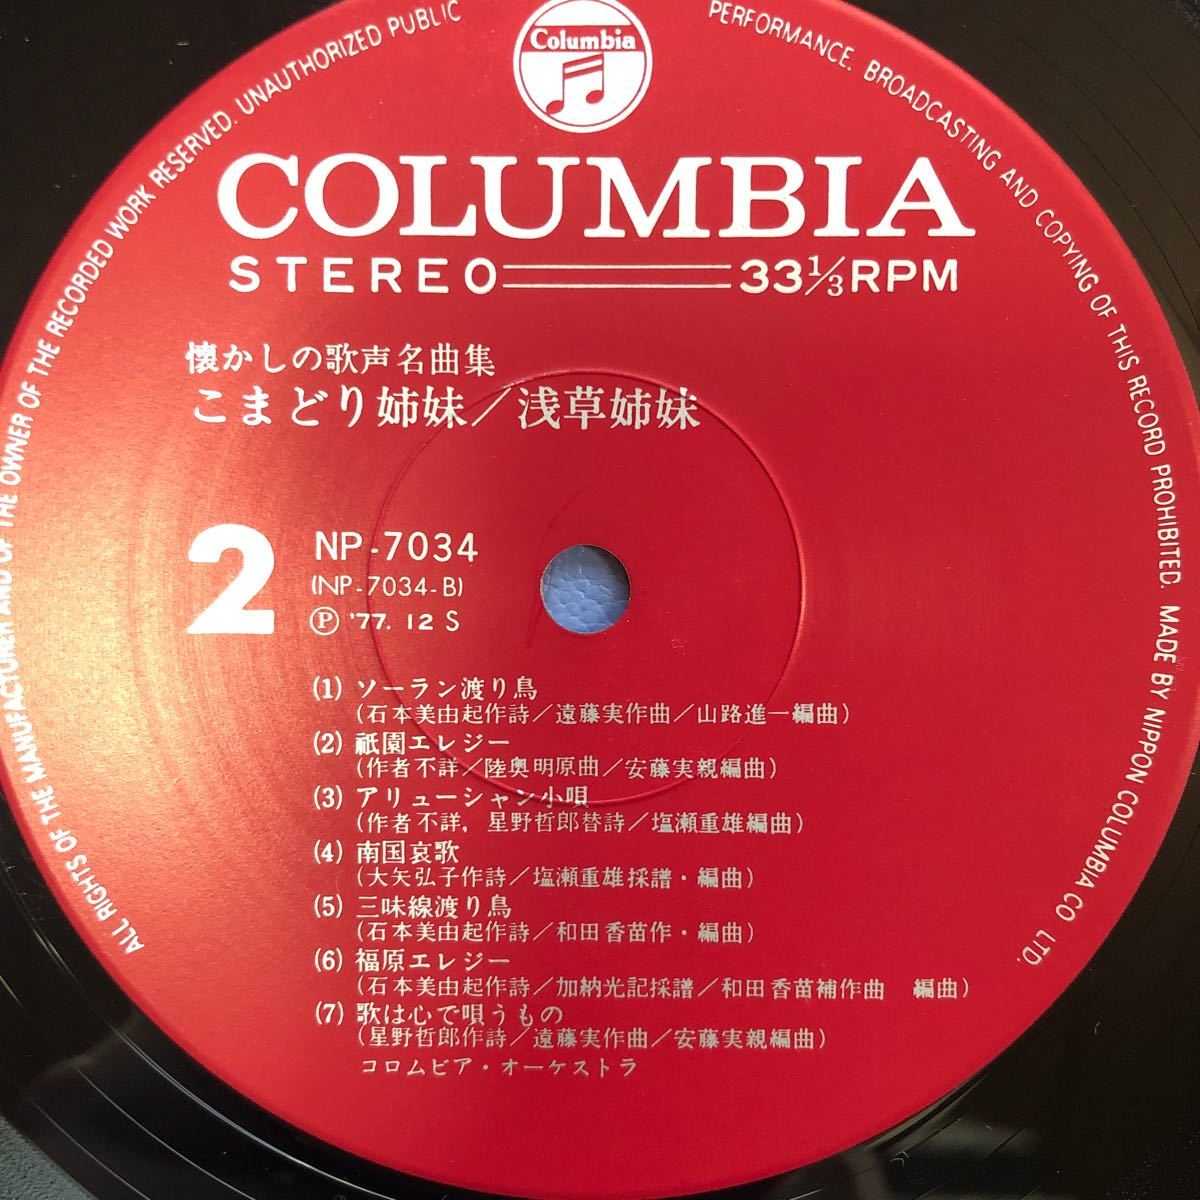 ALL RIGHTS OF THE MANUFACTURER AND OF THE OWNER OF THE RECORDED WORK RESERVED. UNAUTHORIZED PUBLIC PERFORMANCE. BROADCASTING AND COPYING OF THIS RECORD PROHIBITED. MADE BY NIPPON COLUMBIA CO. LTD.
Columbia
COLUMBIA
STEREO 33⅓RPM
懐かしの歌声名曲集
こまどり姉妹／浅草姉妹
2
NP-7034
(NP-7034-B)
Ⓟ '77. 12 S
(1) ソーラン渡り鳥
(石本美由起作詩／遠藤実作曲／山路進一編曲)
(2) 祇園エレジー
(作者不詳／陸奥明原曲／安藤実親編曲)
(3) アリューシャン小唄
(作者不詳，星野哲郎替詩／塩瀬重雄編曲)
(4) 南国哀歌
(大矢弘子作詩／塩瀬重雄採譜・編曲)
(5) 三味線渡り鳥
(石本美由起作詩／和田香苗作・編曲)
(6) 福原エレジー
(石本美由起作詩／加納光記採譜／和田香苗補作曲　編曲)
(7) 歌は心で唄うもの
(星野哲郎作詩／遠藤実作曲／安藤実親編曲)
コロムビア・オーケストラ